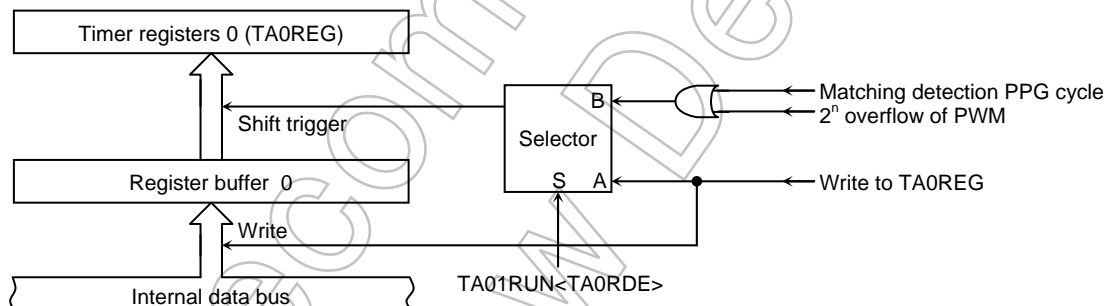 Timer registers 0 (TA0REG)
Shift trigger
B
Matching detection PPG cycle
2ⁿ overflow of PWM
Selector
Register buffer 0
S
A
Write to TA0REG
Write
TA01RUN<TA0RDE>
Internal data bus